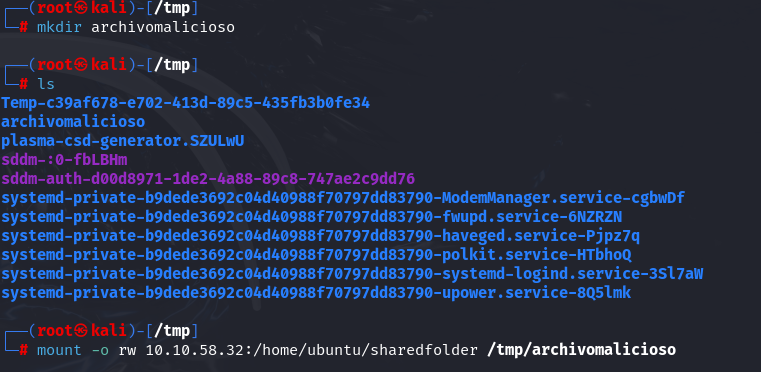 ┌──(root㉿kali)-[/tmp]
└─# mkdir archivomalicioso
┌──(root㉿kali)-[/tmp]
└─# ls
Temp-c39af678-e702-413d-89c5-435fb3b0fe34
archivomalicioso
plasma-csd-generator.SZULwU
sddm-:0-fbLBHm
sddm-auth-d00d8971-1de2-4a88-89c8-747ae2c9dd76
systemd-private-b9dede3692c04d40988f70797dd83790-ModemManager.service-cgbwDf
systemd-private-b9dede3692c04d40988f70797dd83790-fwupd.service-6NZRZN
systemd-private-b9dede3692c04d40988f70797dd83790-haveged.service-Pjpz7q
systemd-private-b9dede3692c04d40988f70797dd83790-polkit.service-HTbhoQ
systemd-private-b9dede3692c04d40988f70797dd83790-systemd-logind.service-3Sl7aW
systemd-private-b9dede3692c04d40988f70797dd83790-upower.service-8Q5lmk
┌──(root㉿kali)-[/tmp]
└─# mount -o rw 10.10.58.32:/home/ubuntu/sharedfolder /tmp/archivomalicioso